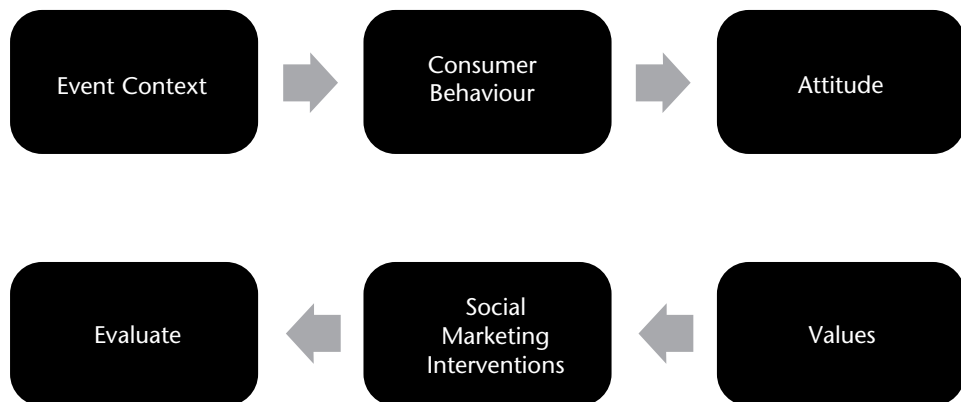 Event Context
Consumer
Behaviour
Attitude
Evaluate
Social
Marketing
Interventions
Values